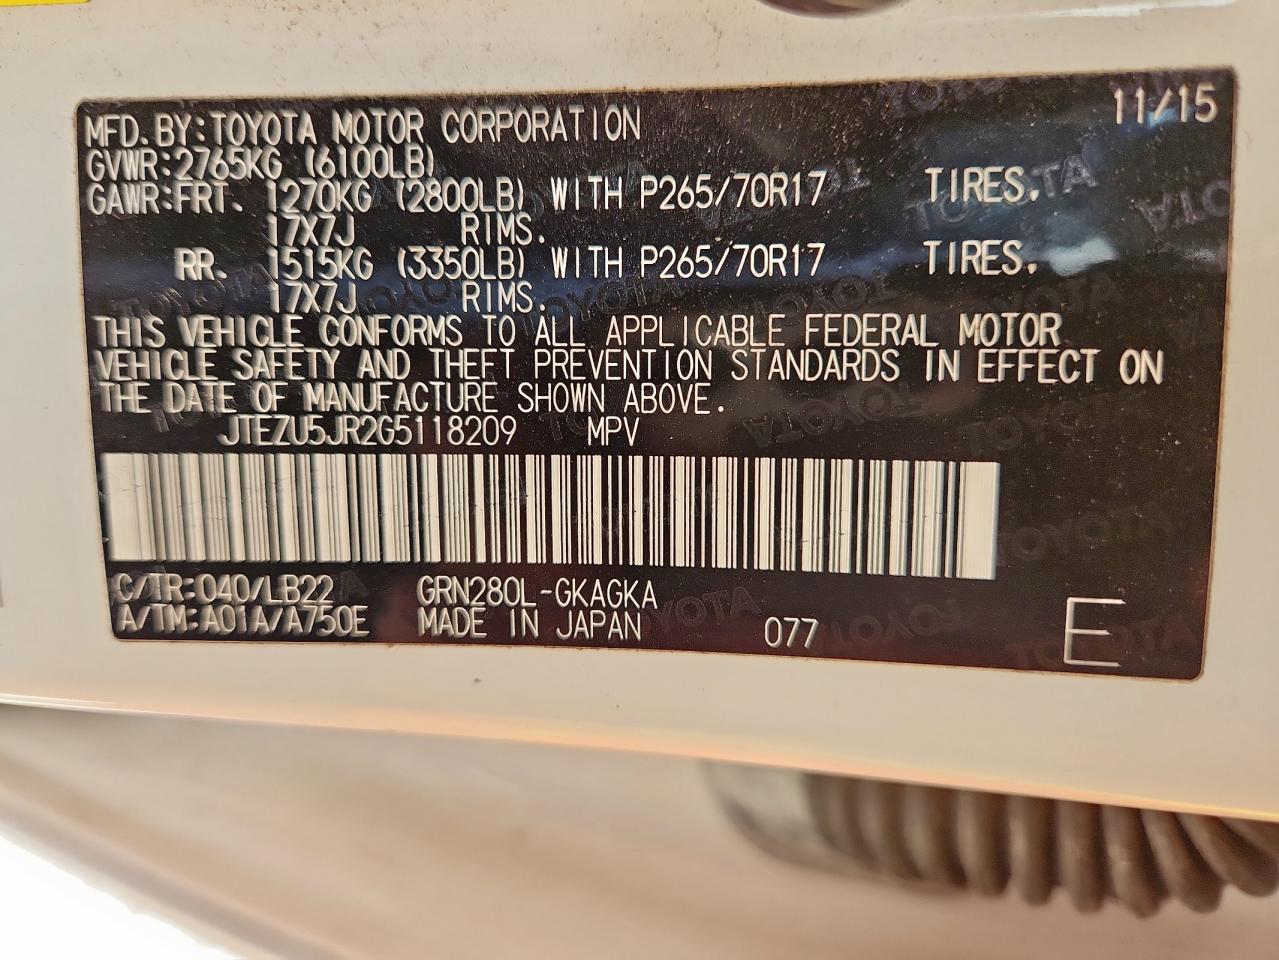 11/15
MFD.BY:TOYOTA MOTOR CORPORATION
GVWR:2765KG (6100LB)
GAWR:FRT. 1270KG (2800LB) WITH P265/70R17 TIRES.
17X7J RIMS.
RR. 1515KG (3350LB) WITH P265/70R17 TIRES,
17X7J RIMS.
THIS VEHICLE CONFORMS TO ALL APPLICABLE FEDERAL MOTOR
VEHICLE SAFETY AND THEFT PREVENTION STANDARDS IN EFFECT ON
THE DATE OF MANUFACTURE SHOWN ABOVE.
JTEZU5JR2G5118209 MPV
C/TR:040/LB22 GRN280L-GKAGKA
A/TM:A01A/A750E MADE IN JAPAN 077 E